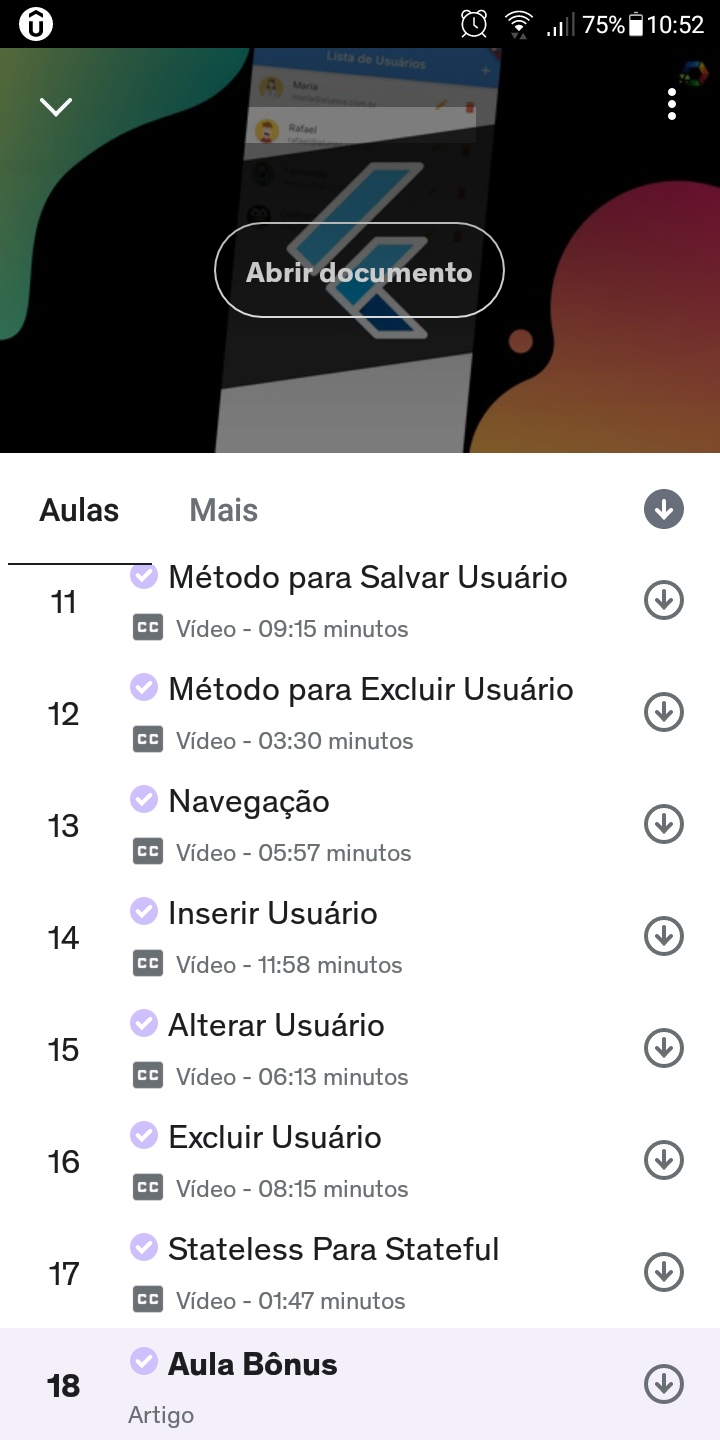 75% 10:52
Lista de Usuários
+
Maria
Rafael
Abrir documento
Aulas Mais
11 Método para Salvar Usuário
CC Vídeo - 09:15 minutos
12 Método para Excluir Usuário
CC Vídeo - 03:30 minutos
13 Navegação
CC Vídeo - 05:57 minutos
14 Inserir Usuário
CC Vídeo - 11:58 minutos
15 Alterar Usuário
CC Vídeo - 06:13 minutos
16 Excluir Usuário
CC Vídeo - 08:15 minutos
17 Stateless Para Stateful
CC Vídeo - 01:47 minutos
18 Aula Bônus
Artigo